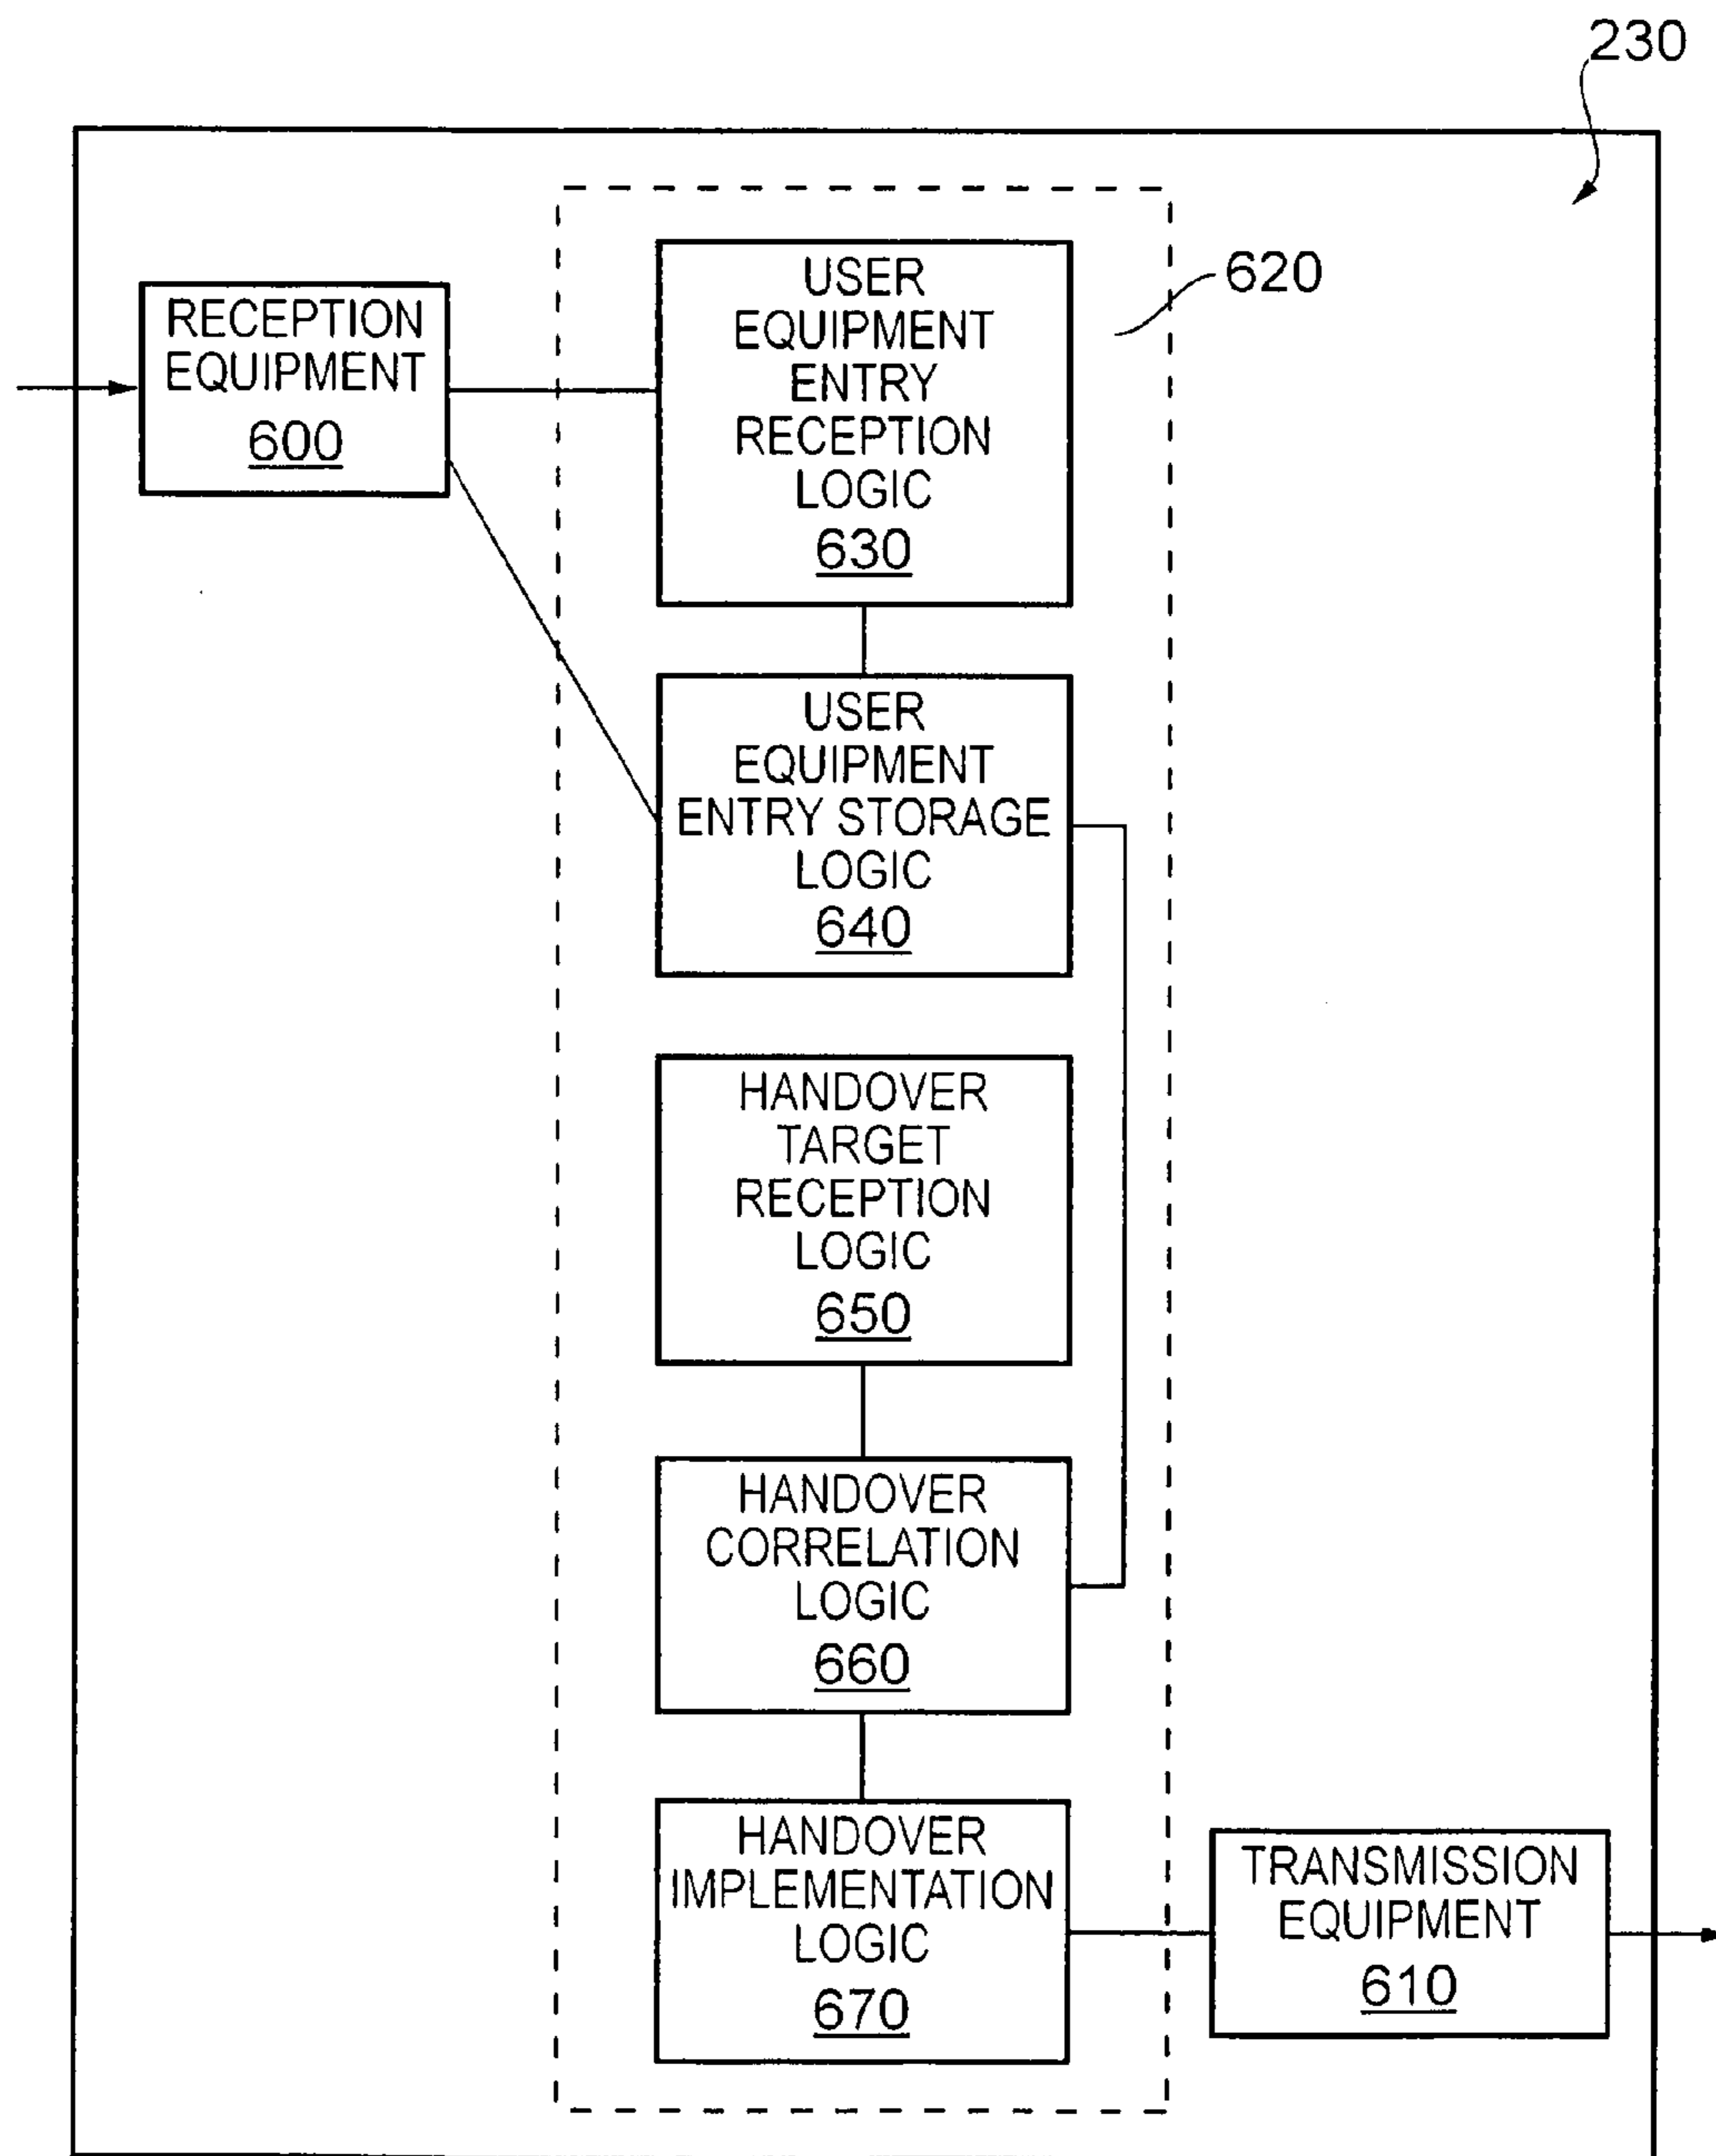 230
620
RECEPTION
EQUIPMENT
600
USER
EQUIPMENT
ENTRY
RECEPTION
LOGIC
630
USER
EQUIPMENT
ENTRY STORAGE
LOGIC
640
HANDOVER
TARGET
RECEPTION
LOGIC
650
HANDOVER
CORRELATION
LOGIC
660
HANDOVER
IMPLEMENTATION
LOGIC
670
TRANSMISSION
EQUIPMENT
610